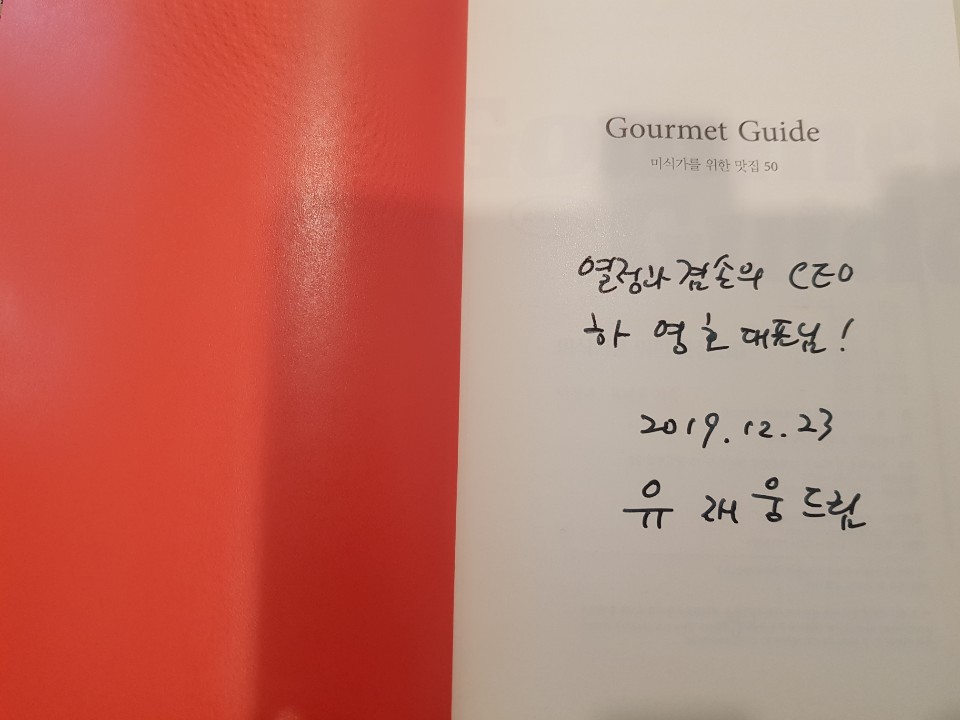 Gourmet Guide
미식가를 위한 맛집 50
열정과 겸손의 CEO
하 영호 대표님!
2019.12.23
유 래웅드림